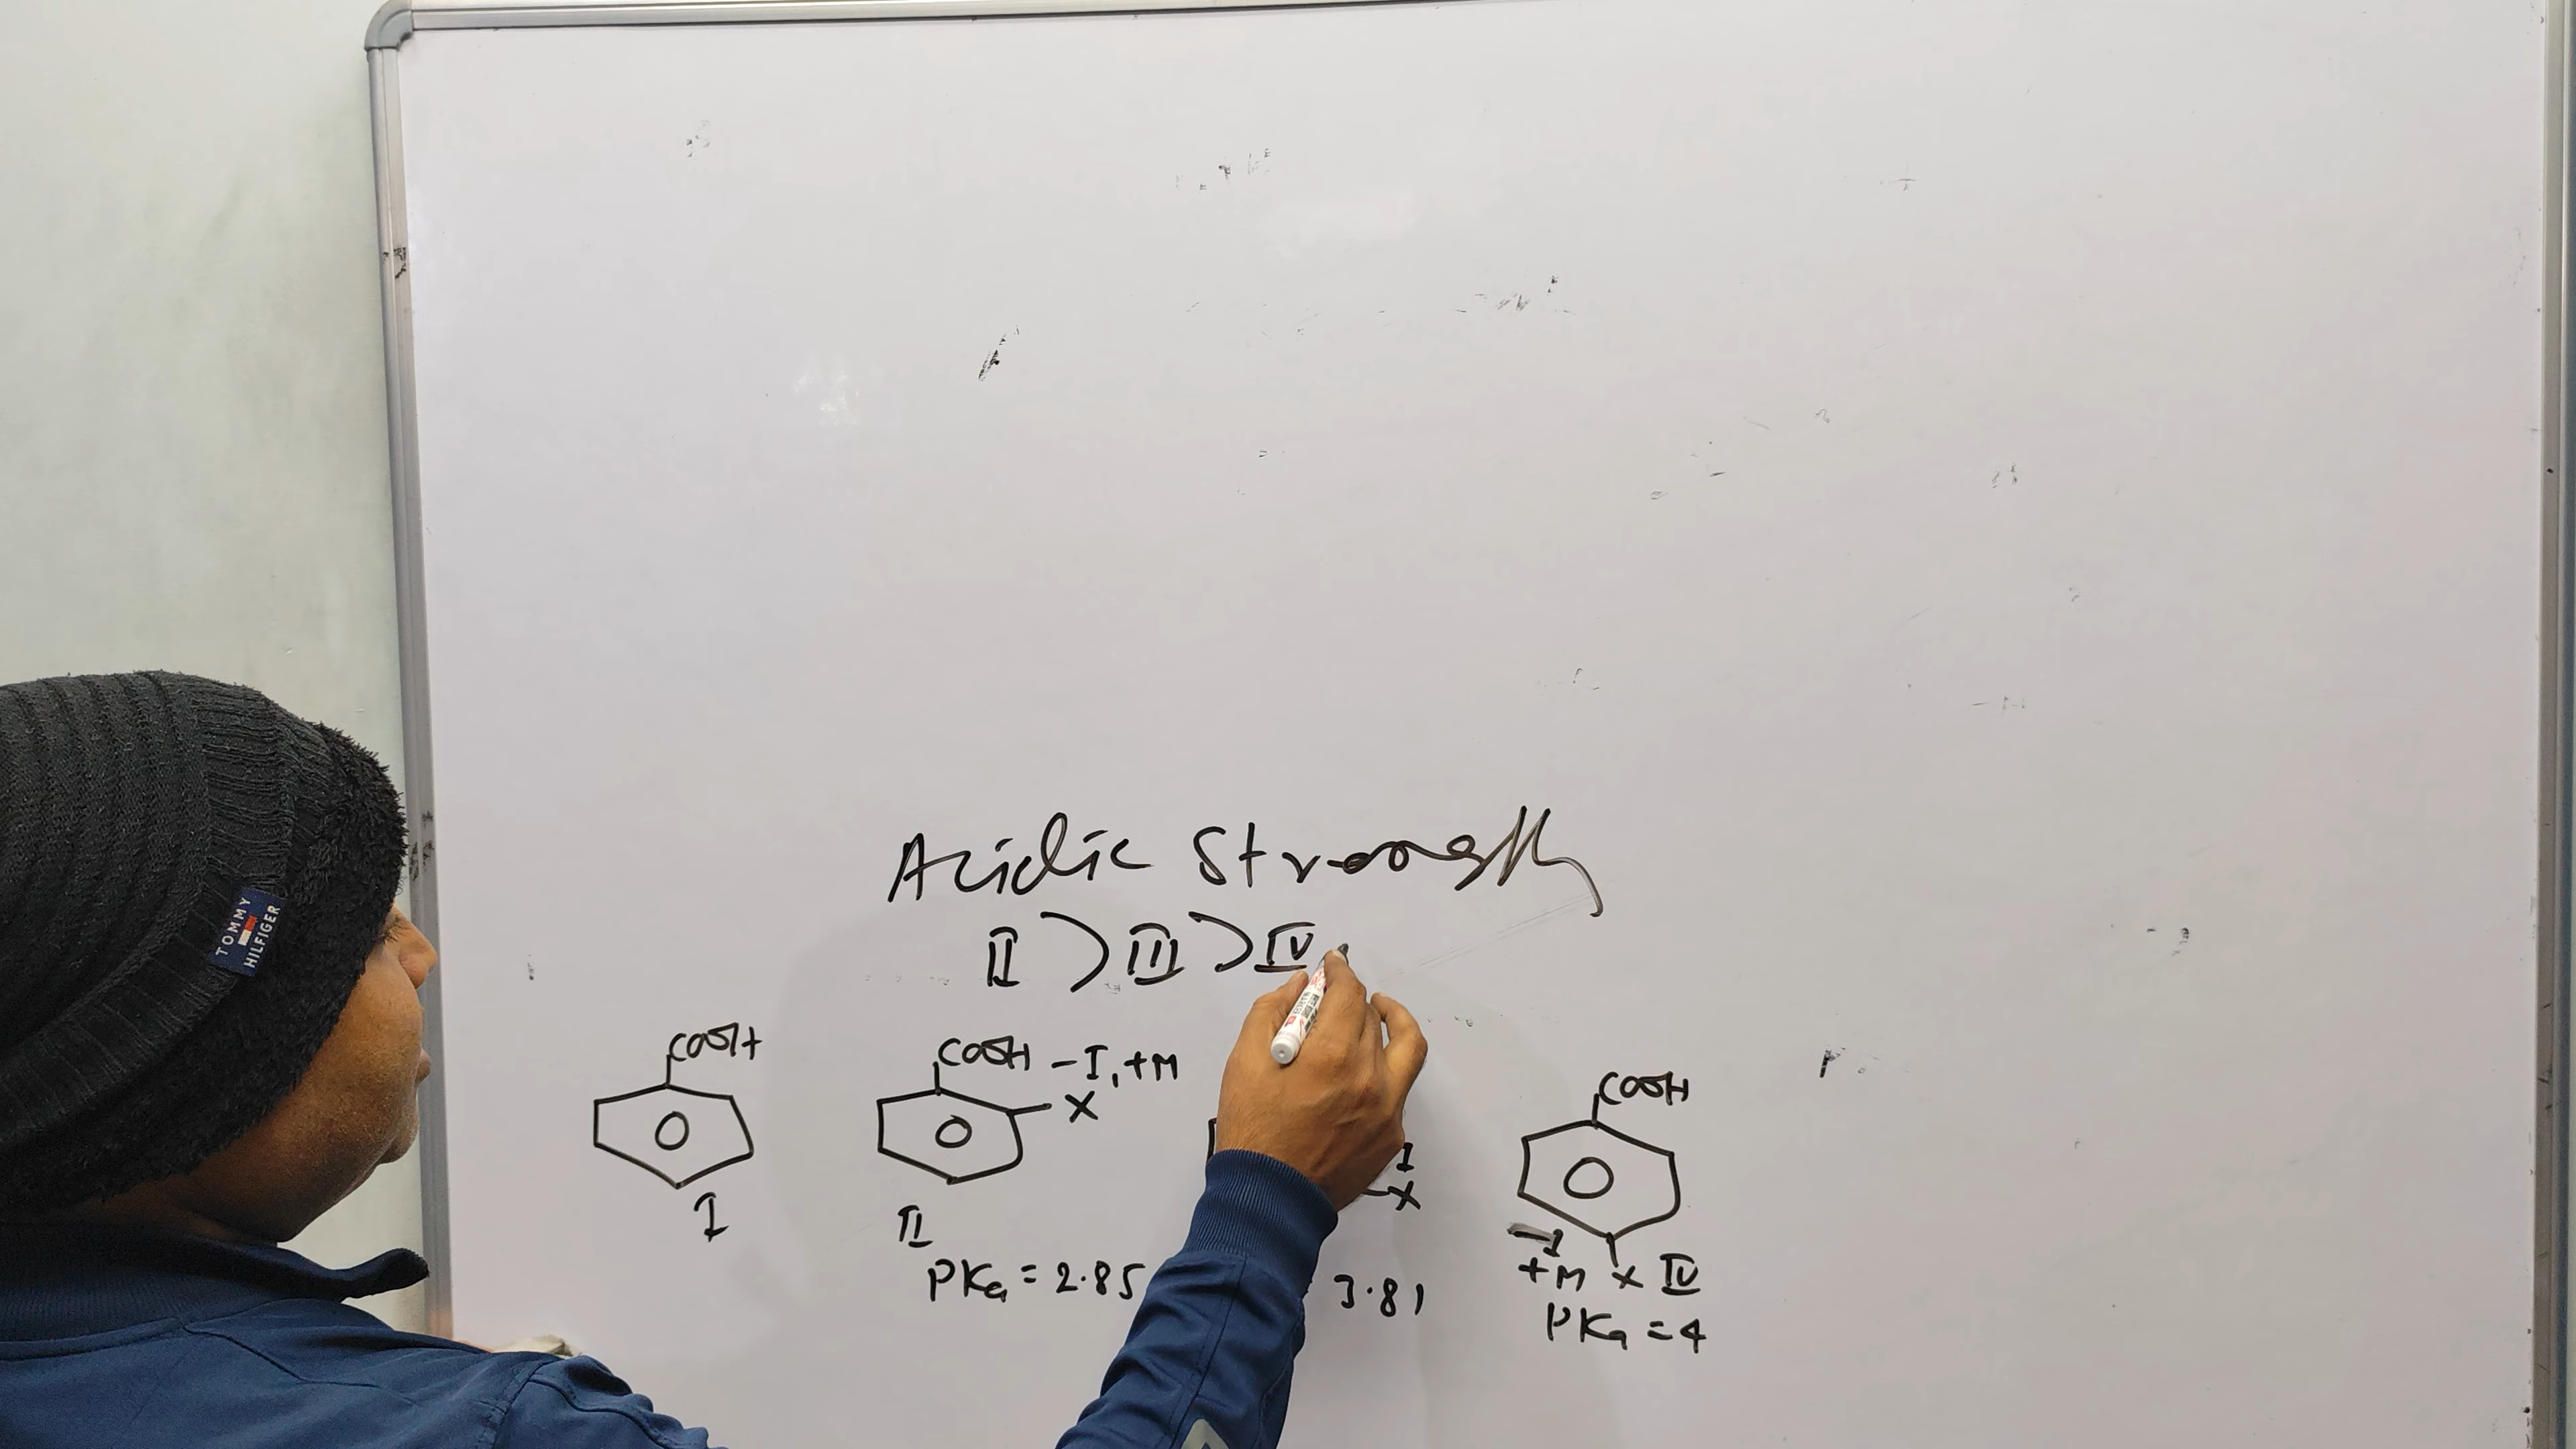 Acidic Strength
II > III > IV
COOH
COOH -I, +M
X
COOH
I
X
-I
+M X IV
I
II
PKa = 2.85
3.81
PKa = 4
TOMMY
HILFIGER